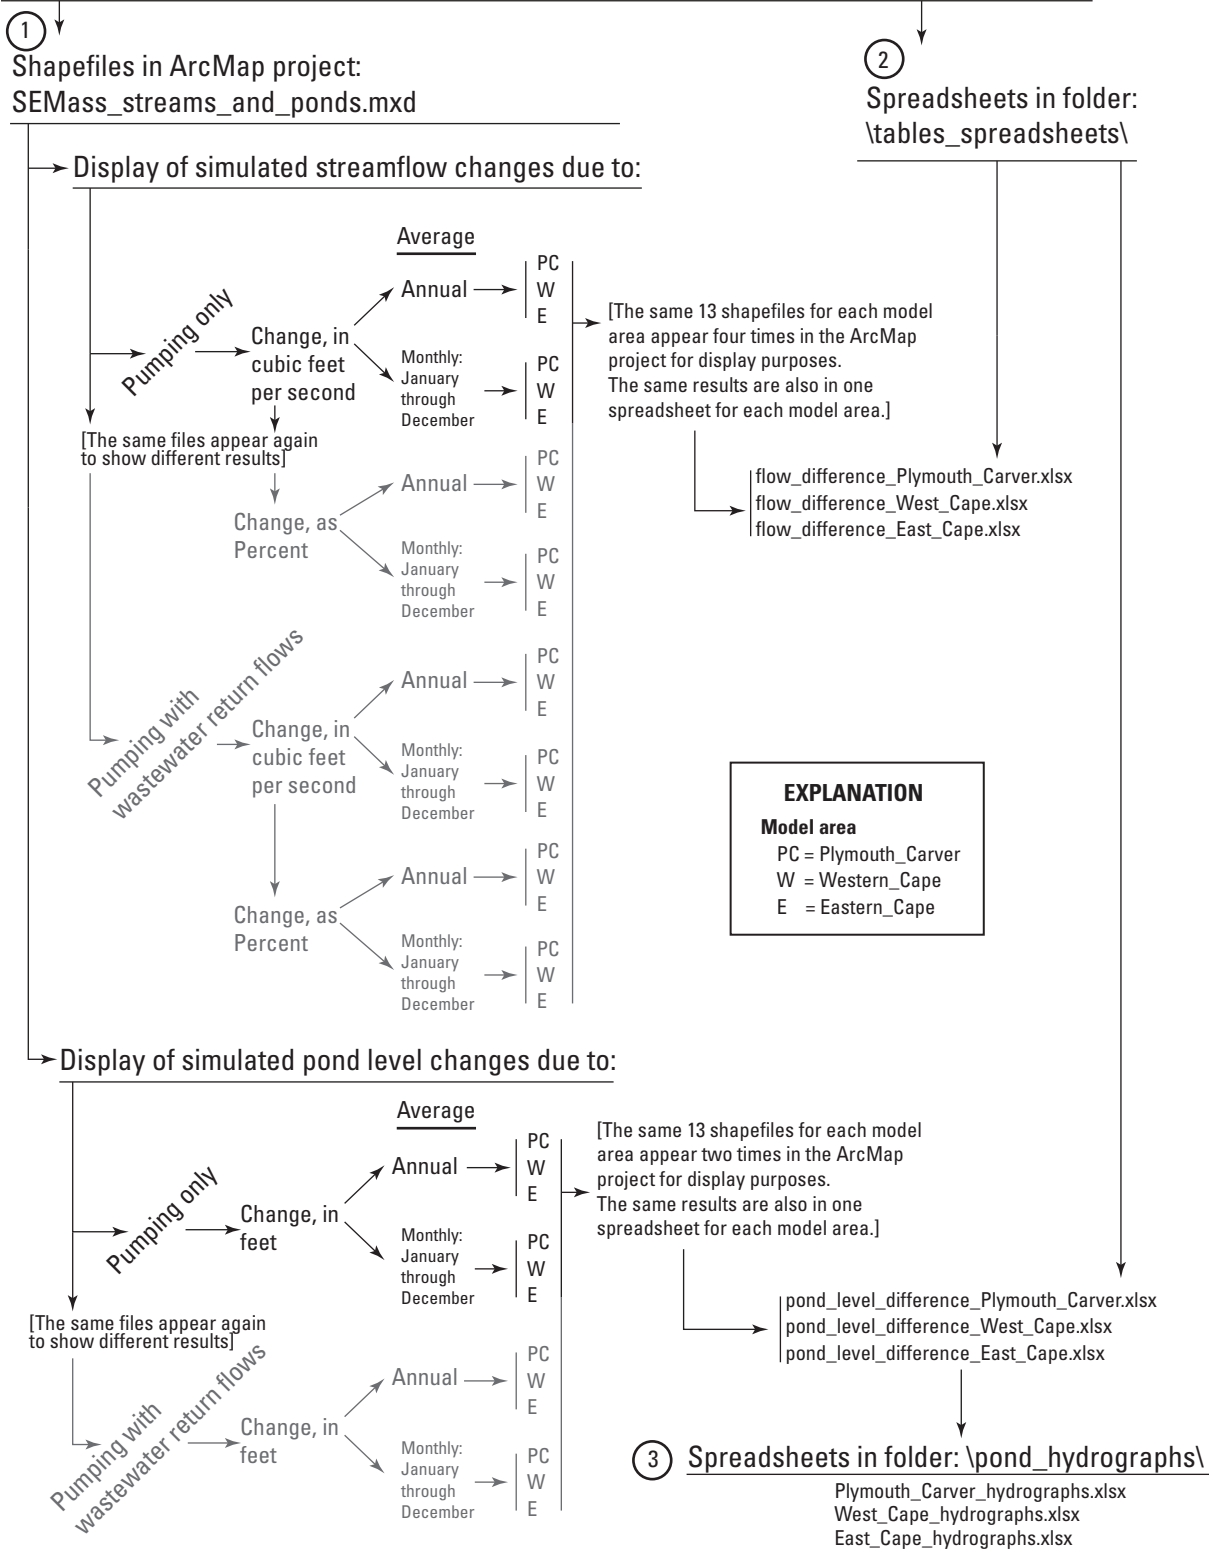 1
Shapefiles in ArcMap project:
SEMass_streams_and_ponds.mxd
2
Spreadsheets in folder:
\tables_spreadsheets\
Display of simulated streamflow changes due to:
Average
Pumping only
Change, in
cubic feet
per second
Annual
PC
W
E
Monthly:
January
through
December
PC
W
E
[The same 13 shapefiles for each model
area appear four times in the ArcMap
project for display purposes.
The same results are also in one
spreadsheet for each model area.]
[The same files appear again
to show different results]
Change, as
Percent
Annual
PC
W
E
Monthly:
January
through
December
PC
W
E
flow_difference_Plymouth_Carver.xlsx
flow_difference_West_Cape.xlsx
flow_difference_East_Cape.xlsx
Pumping with
wastewater return flows
Change, in
cubic feet
per second
Annual
PC
W
E
Monthly:
January
through
December
PC
W
E
Change, as
Percent
Annual
PC
W
E
Monthly:
January
through
December
PC
W
E
EXPLANATION
Model area
PC = Plymouth_Carver
W = Western_Cape
E = Eastern_Cape
Display of simulated pond level changes due to:
Average
Pumping only
Change, in
feet
Annual
PC
W
E
Monthly:
January
through
December
PC
W
E
[The same 13 shapefiles for each model
area appear two times in the ArcMap
project for display purposes.
The same results are also in one
spreadsheet for each model area.]
[The same files appear again
to show different results]
Pumping with
wastewater return flows
Change, in
feet
Annual
PC
W
E
Monthly:
January
through
December
PC
W
E
pond_level_difference_Plymouth_Carver.xlsx
pond_level_difference_West_Cape.xlsx
pond_level_difference_East_Cape.xlsx
3
Spreadsheets in folder: \pond_hydrographs\
Plymouth_Carver_hydrographs.xlsx
West_Cape_hydrographs.xlsx
East_Cape_hydrographs.xlsx